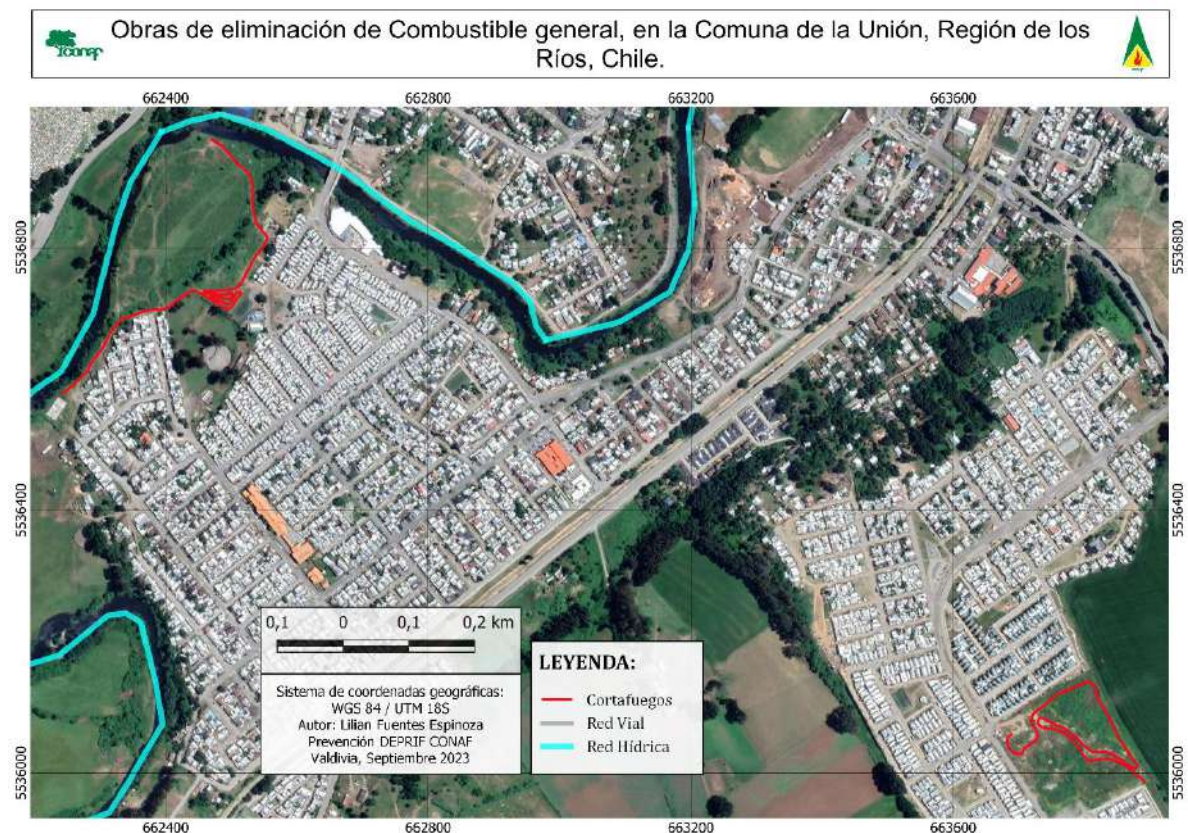 Obras de eliminación de Combustible general, en la Comuna de la Unión, Región de los
Ríos, Chile.
conaf
662400 662800 663200 663600
5536800 5536800
5536400 5536400
5536000 5536000
0,1 0 0,1 0,2 km
Sistema de coordenadas geográficas:
WGS 84 / UTM 18S
Autor: Lilian Fuentes Espinoza
Prevención DEPRIF CONAF
Valdivia, Septiembre 2023
LEYENDA:
Cortafuegos
Red Vial
Red Hídrica
662400 662800 663200 663600